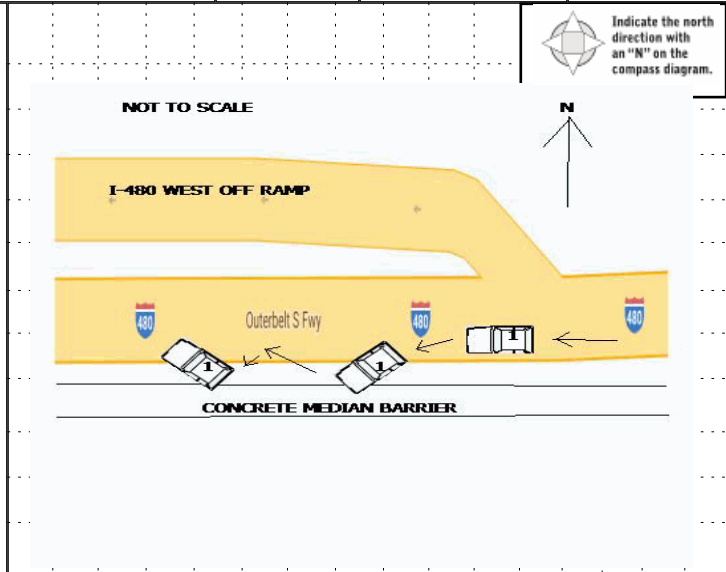 Indicate the north
direction with
an “N” on the
compass diagram.
NOT TO SCALE
N
I-480 WEST OFF RAMP
480
Outerbelt S Fwy
480
480
1
1
1
CONCRETE MEDIAN BARRIER